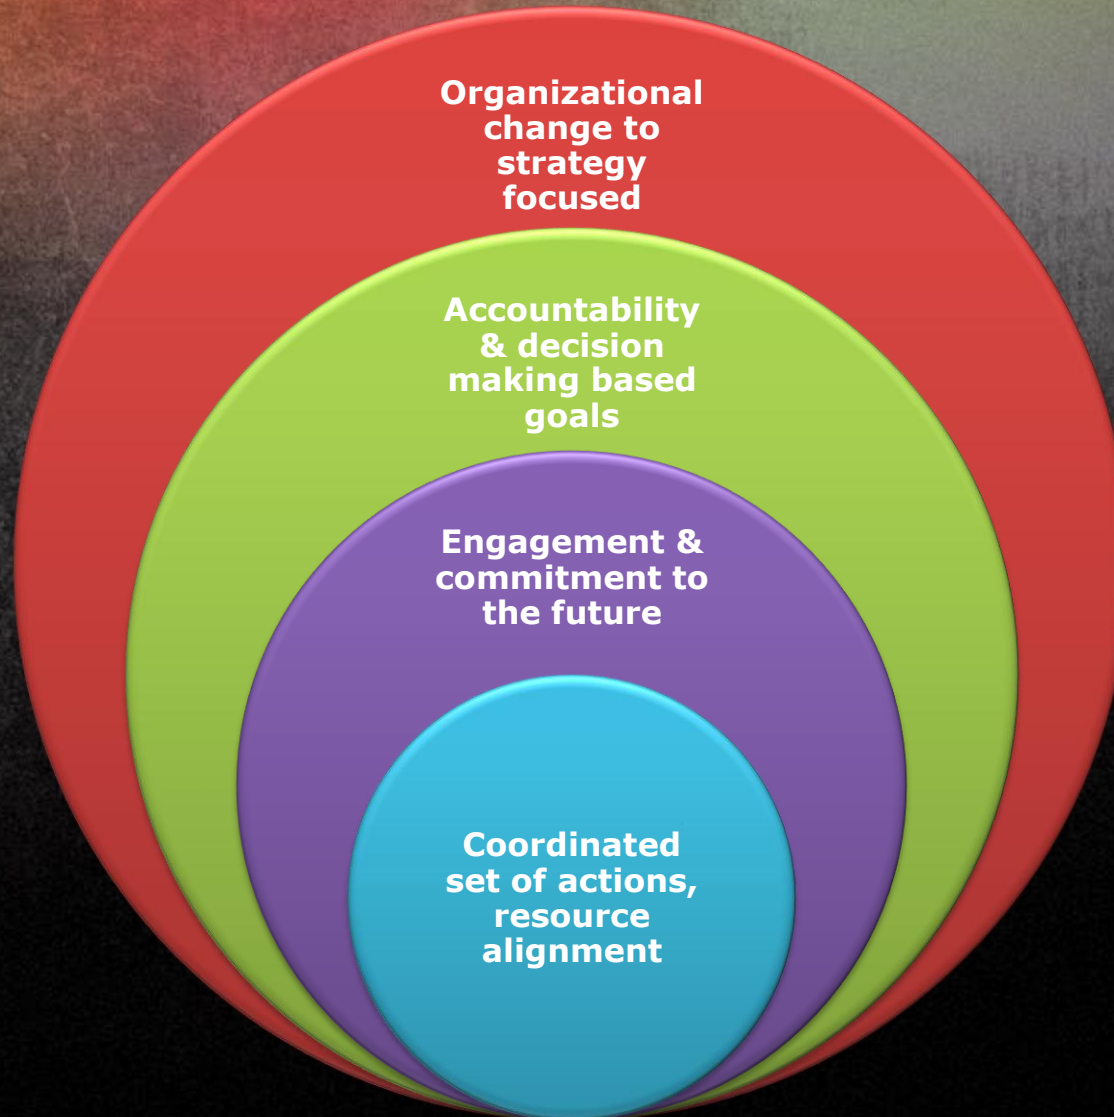 Organizational
change to
strategy
focused
Accountability
& decision
making based
goals
Engagement &
commitment to
the future
Coordinated
set of actions,
resource
alignment